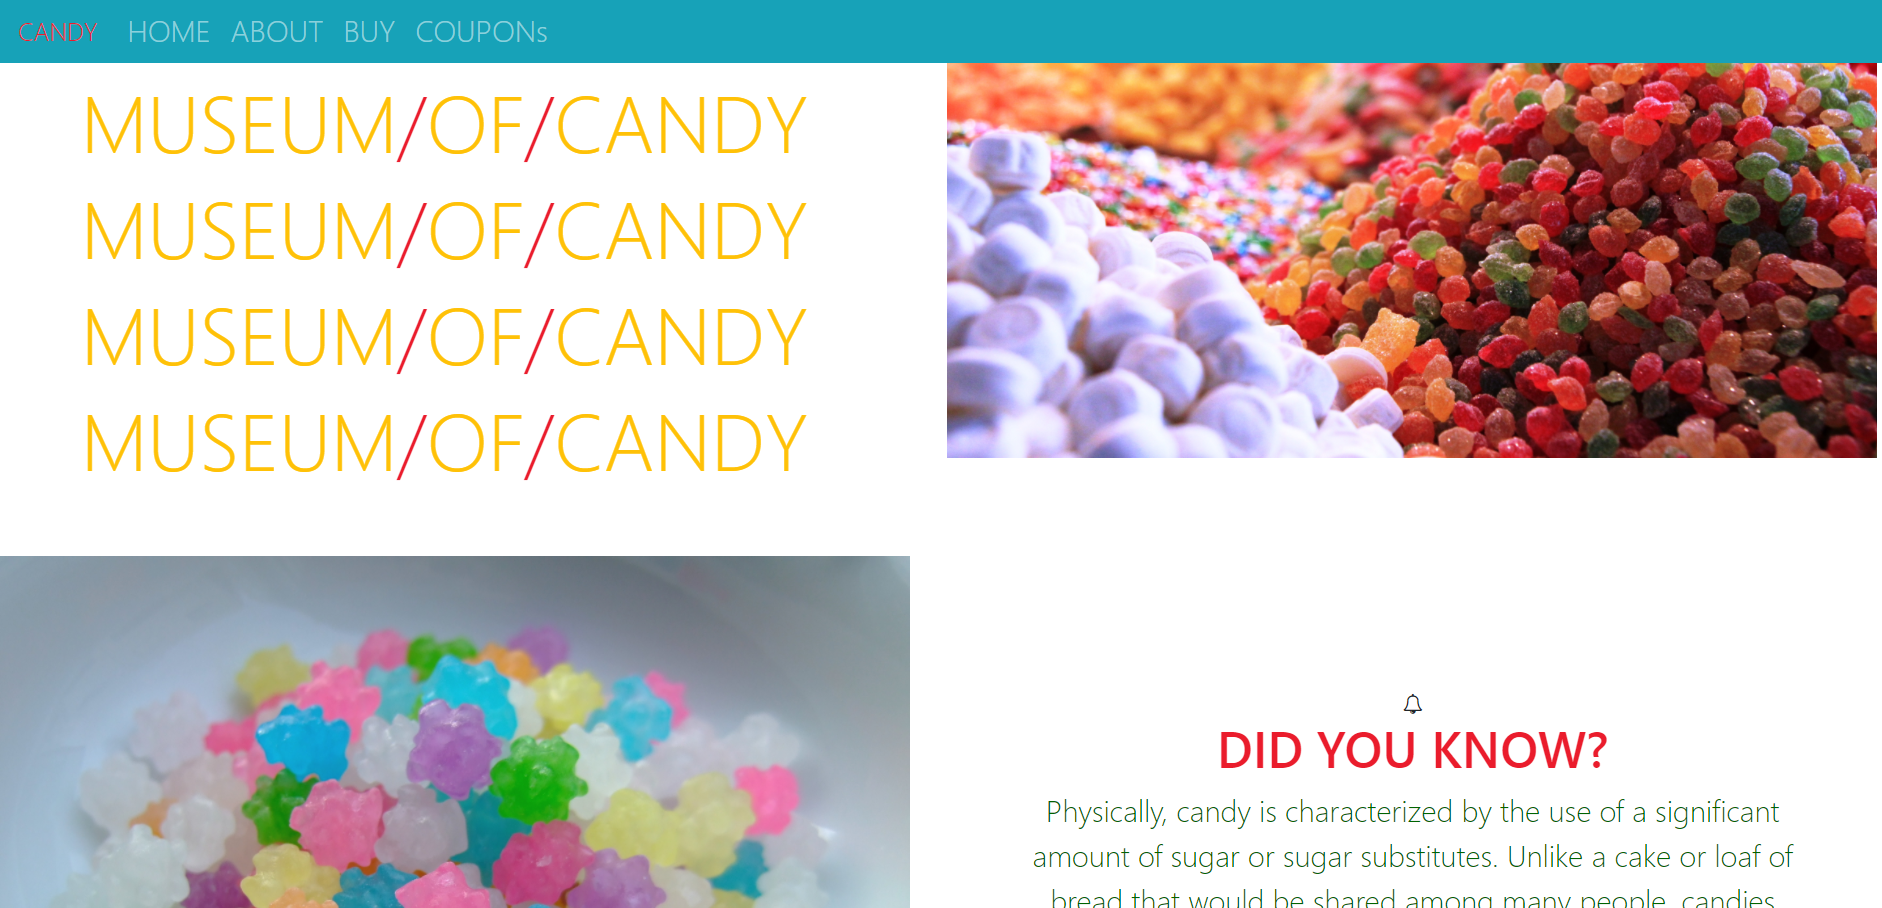 CANDY HOME ABOUT BUY COUPONs
MUSEUM/OF/CANDY
MUSEUM/OF/CANDY
MUSEUM/OF/CANDY
MUSEUM/OF/CANDY
DID YOU KNOW?
Physically, candy is characterized by the use of a significant
amount of sugar or sugar substitutes. Unlike a cake or loaf of
bread that would be shared among many people, candies